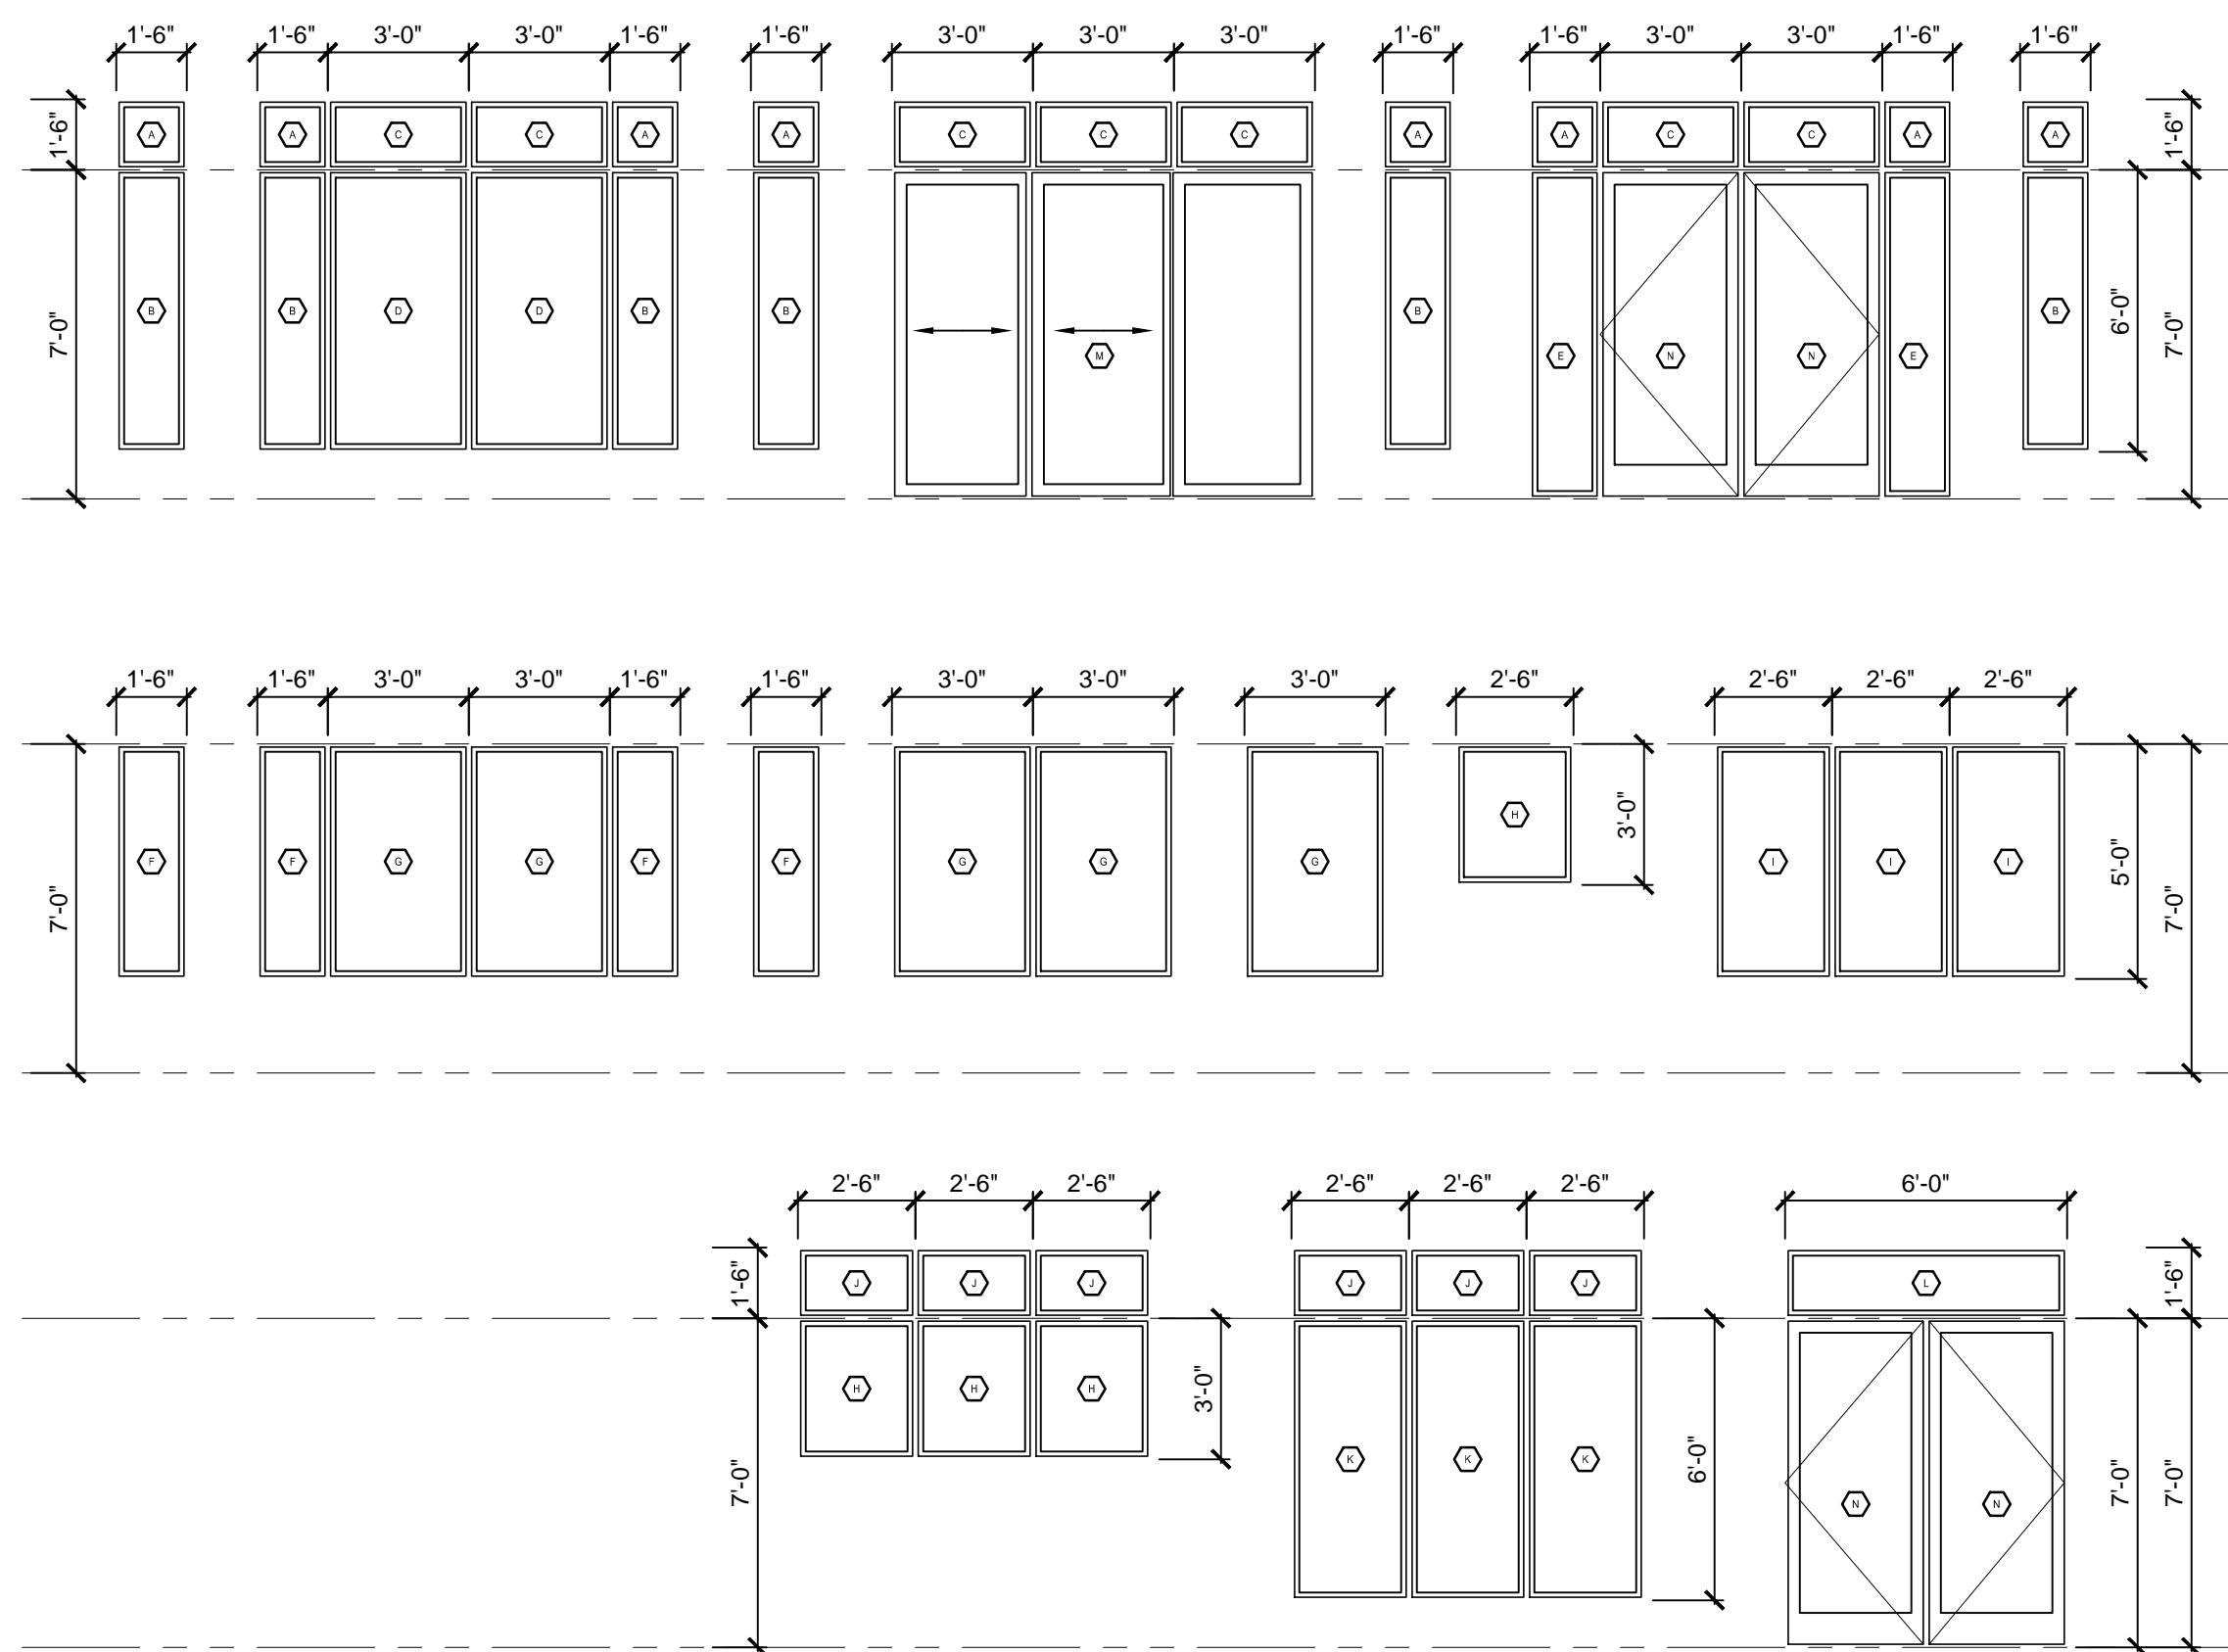 1'-6" 1'-6" 3'-0" 3'-0" 1'-6" 1'-6" 3'-0" 3'-0" 3'-0" 1'-6" 1'-6" 3'-0" 3'-0" 1'-6" 1'-6"
1'-6" A A C C A A C C C A A C C A A 1'-6"
B B D D B B B B
6'-0"
7'-0" 7'-0"
M E N N E
1'-6" 1'-6" 3'-0" 3'-0" 1'-6" 1'-6" 3'-0" 3'-0" 3'-0" 2'-6" 2'-6" 2'-6" 2'-6"
H 3'-0"
F F G G F F G G G I I I 5'-0"
7'-0" 7'-0"
2'-6" 2'-6" 2'-6" 2'-6" 2'-6" 2'-6" 6'-0"
1'-6" J J J J J J L 1'-6"
H H H 3'-0"
K K K 6'-0"
7'-0" N N 7'-0" 7'-0"